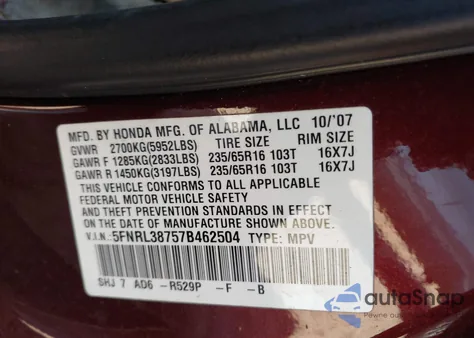 MFD. BY HONDA MFG. OF ALABAMA, LLC 10/'07
GVWR 2700KG(5952LBS) TIRE SIZE RIM SIZE
GAWR F 1285KG(2833LBS) 235/65R16 103T 16X7J
GAWR R 1450KG(3197LBS) 235/65R16 103T 16X7J
THIS VEHICLE CONFORMS TO ALL APPLICABLE
FEDERAL MOTOR VEHICLE SAFETY
AND THEFT PREVENTION STANDARDS IN EFFECT
ON THE DATE OF MANUFACTURE SHOWN ABOVE.
V.I.N.: 5FNRL38757B462504 TYPE: MPV
SHJ 7 AD6 -R529P -F -B
autoSnap
Pewne auto